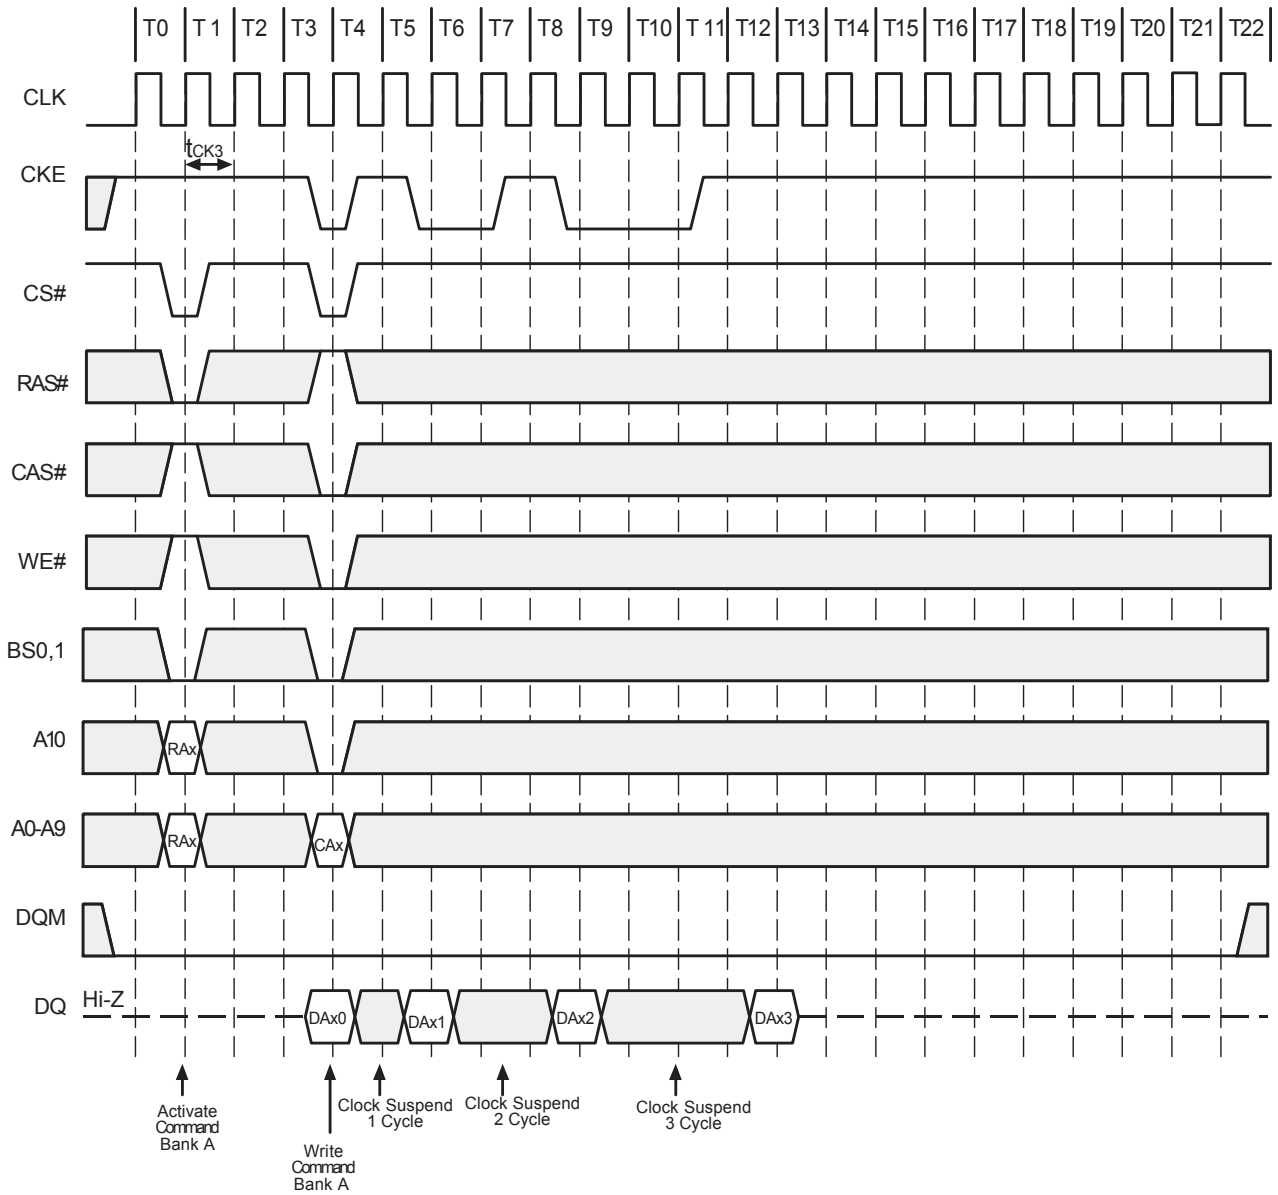 T0 T 1 T2 T3 T4 T5 T6 T7 T8 T9 T10 T 11 T12 T13 T14 T15 T16 T17 T18 T19 T20 T21 T22
CLK
tCK3
CKE
CS#
RAS#
CAS#
WE#
BS0,1
A10 RAx
A0-A9 RAx CAx
DQM
DQ Hi-Z DAx0 DAx1 DAx2 DAx3
Activate
Command
Bank A
Write
Command
Bank A
Clock Suspend
1 Cycle
Clock Suspend
2 Cycle
Clock Suspend
3 Cycle